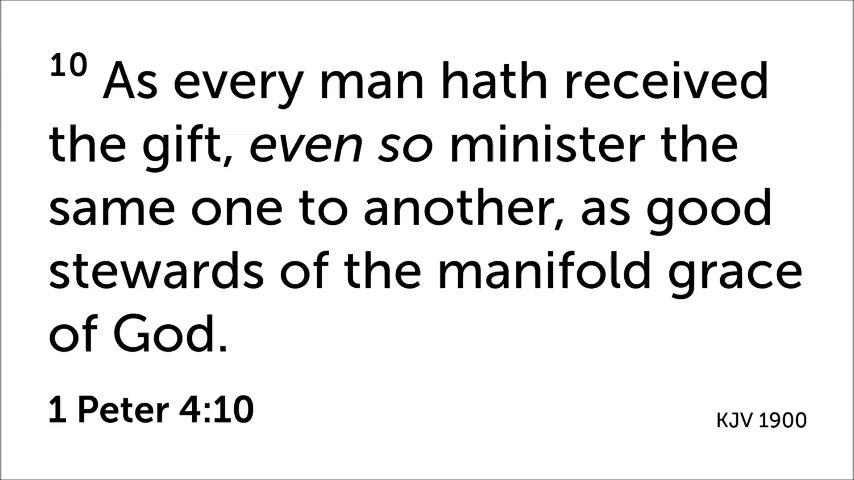 10 As every man hath received
the gift, even so minister the
same one to another, as good
stewards of the manifold grace
of God.
1 Peter 4:10
KJV 1900